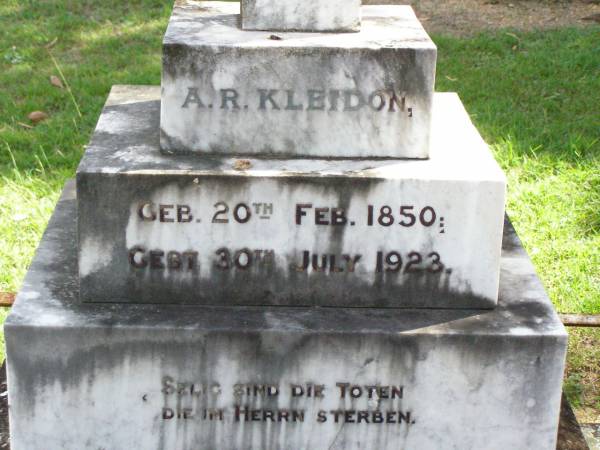 A. R. KLEIDON,
GEB. 20TH FEB. 1850;
GEST 30TH JULY 1923.
SELIG SIND DIE TOTEN
DIE IM HERRN STERBEN.